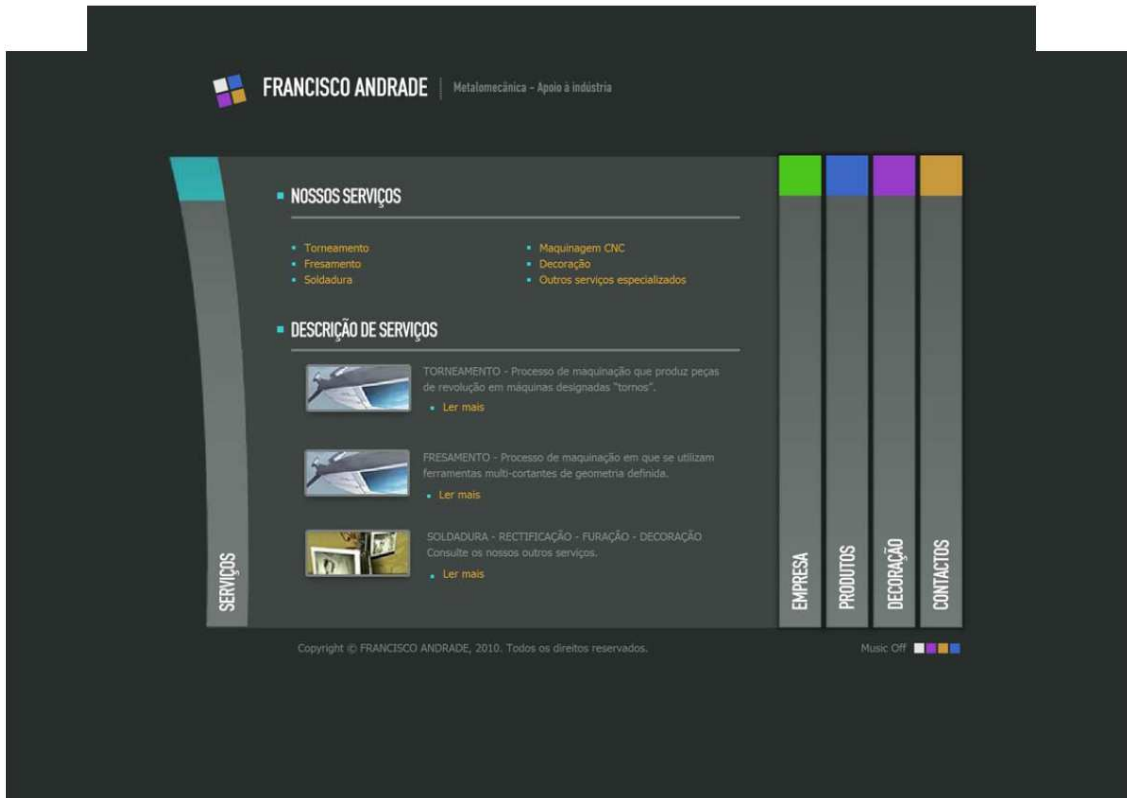 FRANCISCO ANDRADE
Metalomecânica - Apoio à indústria
NOSSOS SERVIÇOS
Torneamento
Fresamento
Soldadura
Maquinagem CNC
Decoração
Outros serviços especializados
DESCRIÇÃO DE SERVIÇOS
TORNEAMENTO - Processo de maquinação que produz peças
de revolução em máquinas designadas "tornos".
Ler mais
FRESAMENTO - Processo de maquinação em que se utilizam
ferramentas multi-cortantes de geometria definida.
Ler mais
SOLDADURA - RECTIFICAÇÃO - FURAÇÃO - DECORAÇÃO
Consulte os nossos outros serviços.
Ler mais
SERVIÇOS
EMPRESA
PRODUTOS
DECORAÇÃO
CONTACTOS
Copyright © FRANCISCO ANDRADE, 2010. Todos os direitos reservados.
Music Off